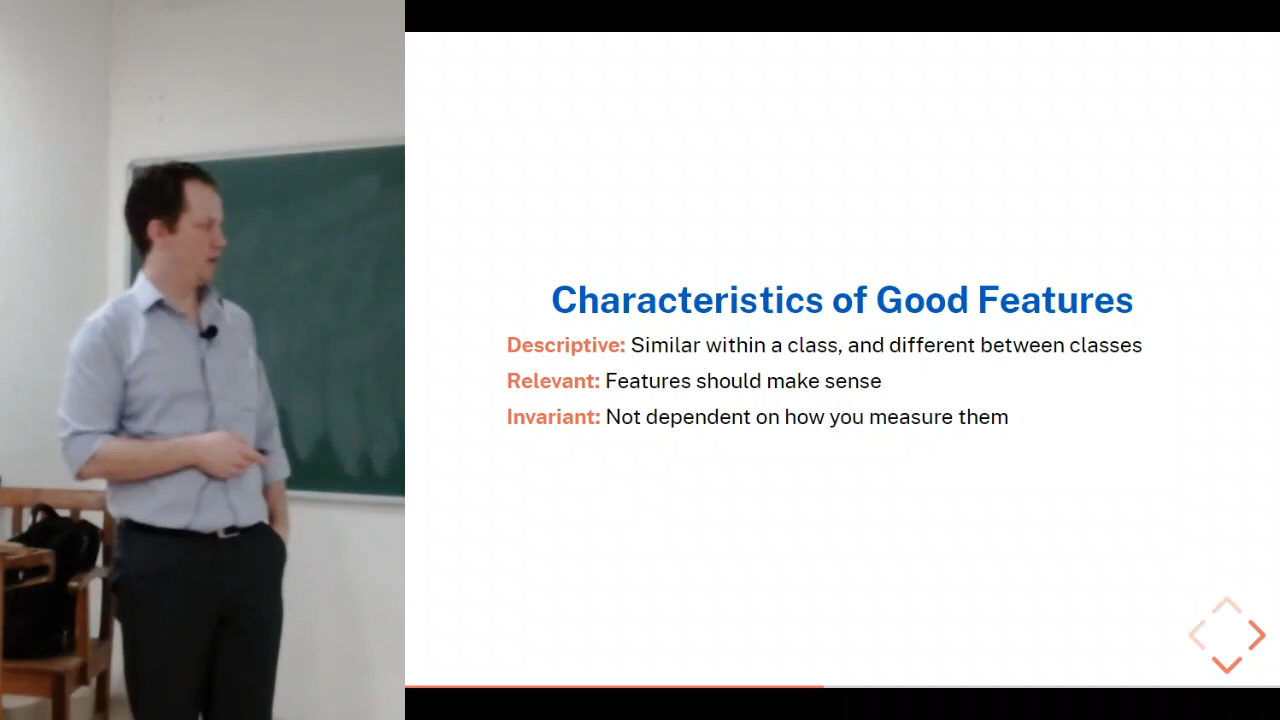 Characteristics of Good Features
Descriptive: Similar within a class, and different between classes
Relevant: Features should make sense
Invariant: Not dependent on how you measure them